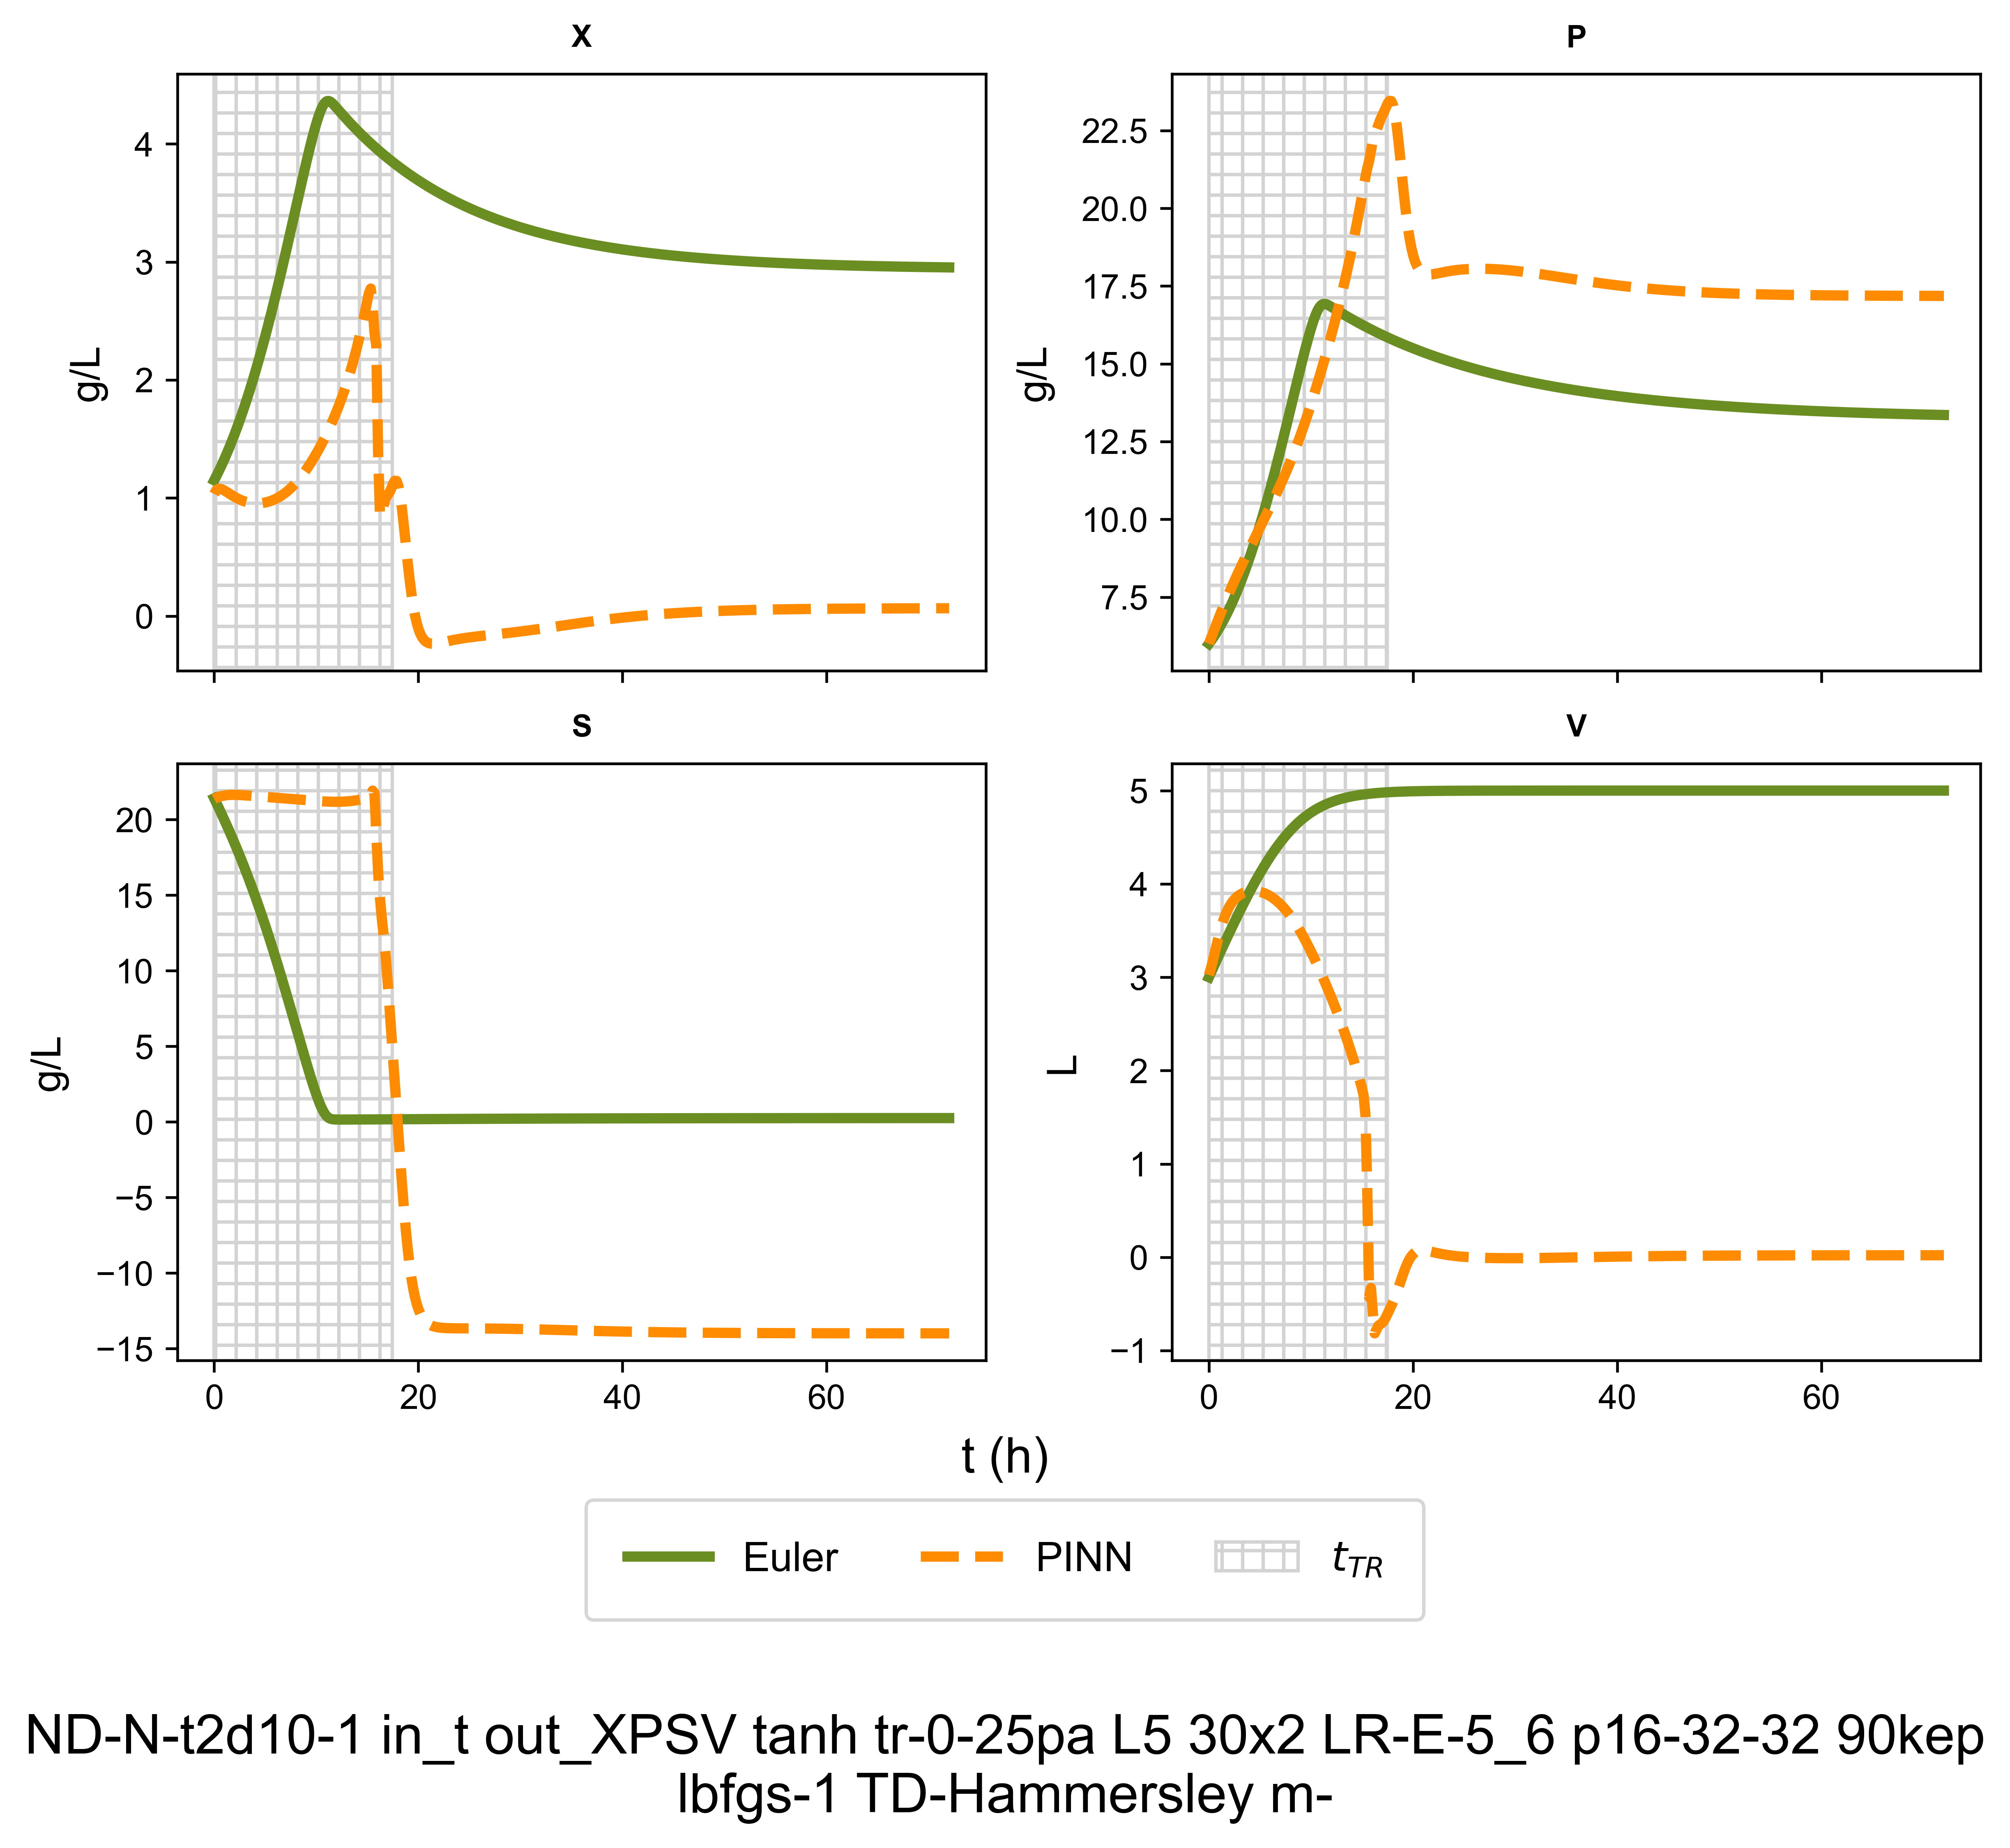 X
P
4
3
2
1
0
g/L
22.5
20.0
17.5
15.0
12.5
10.0
7.5
g/L
S
V
20
15
10
5
0
−5
−10
−15
g/L
0
20
40
60
5
4
3
2
1
0
−1
L
0
20
40
60
t (h)
Euler
PINN
t_{TR}
ND-N-t2d10-1 in_t out_XPSV tanh tr-0-25pa L5 30x2 LR-E-5_6 p16-32-32 90kep
lbfgs-1 TD-Hammersley m-